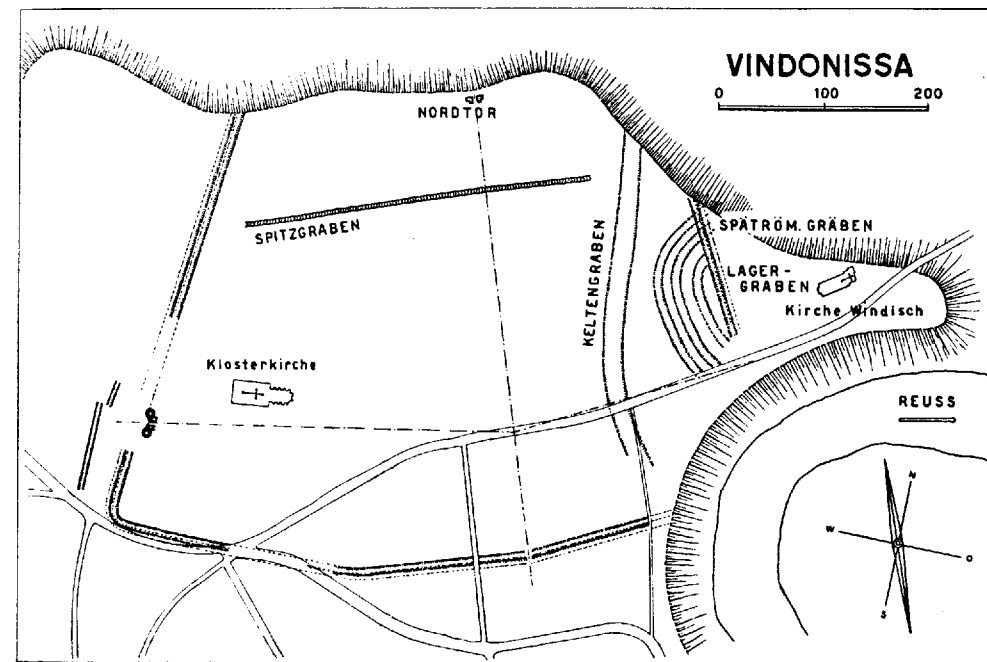 VINDONISSA
0 100 200
NORDTOR
SPITZGRABEN
KELTENGRABEN
SPÄTRÖM. GRÄBEN
LAGER-
GRABEN
Kirche Windisch
Klosterkirche
REUSS
N
W
O
S